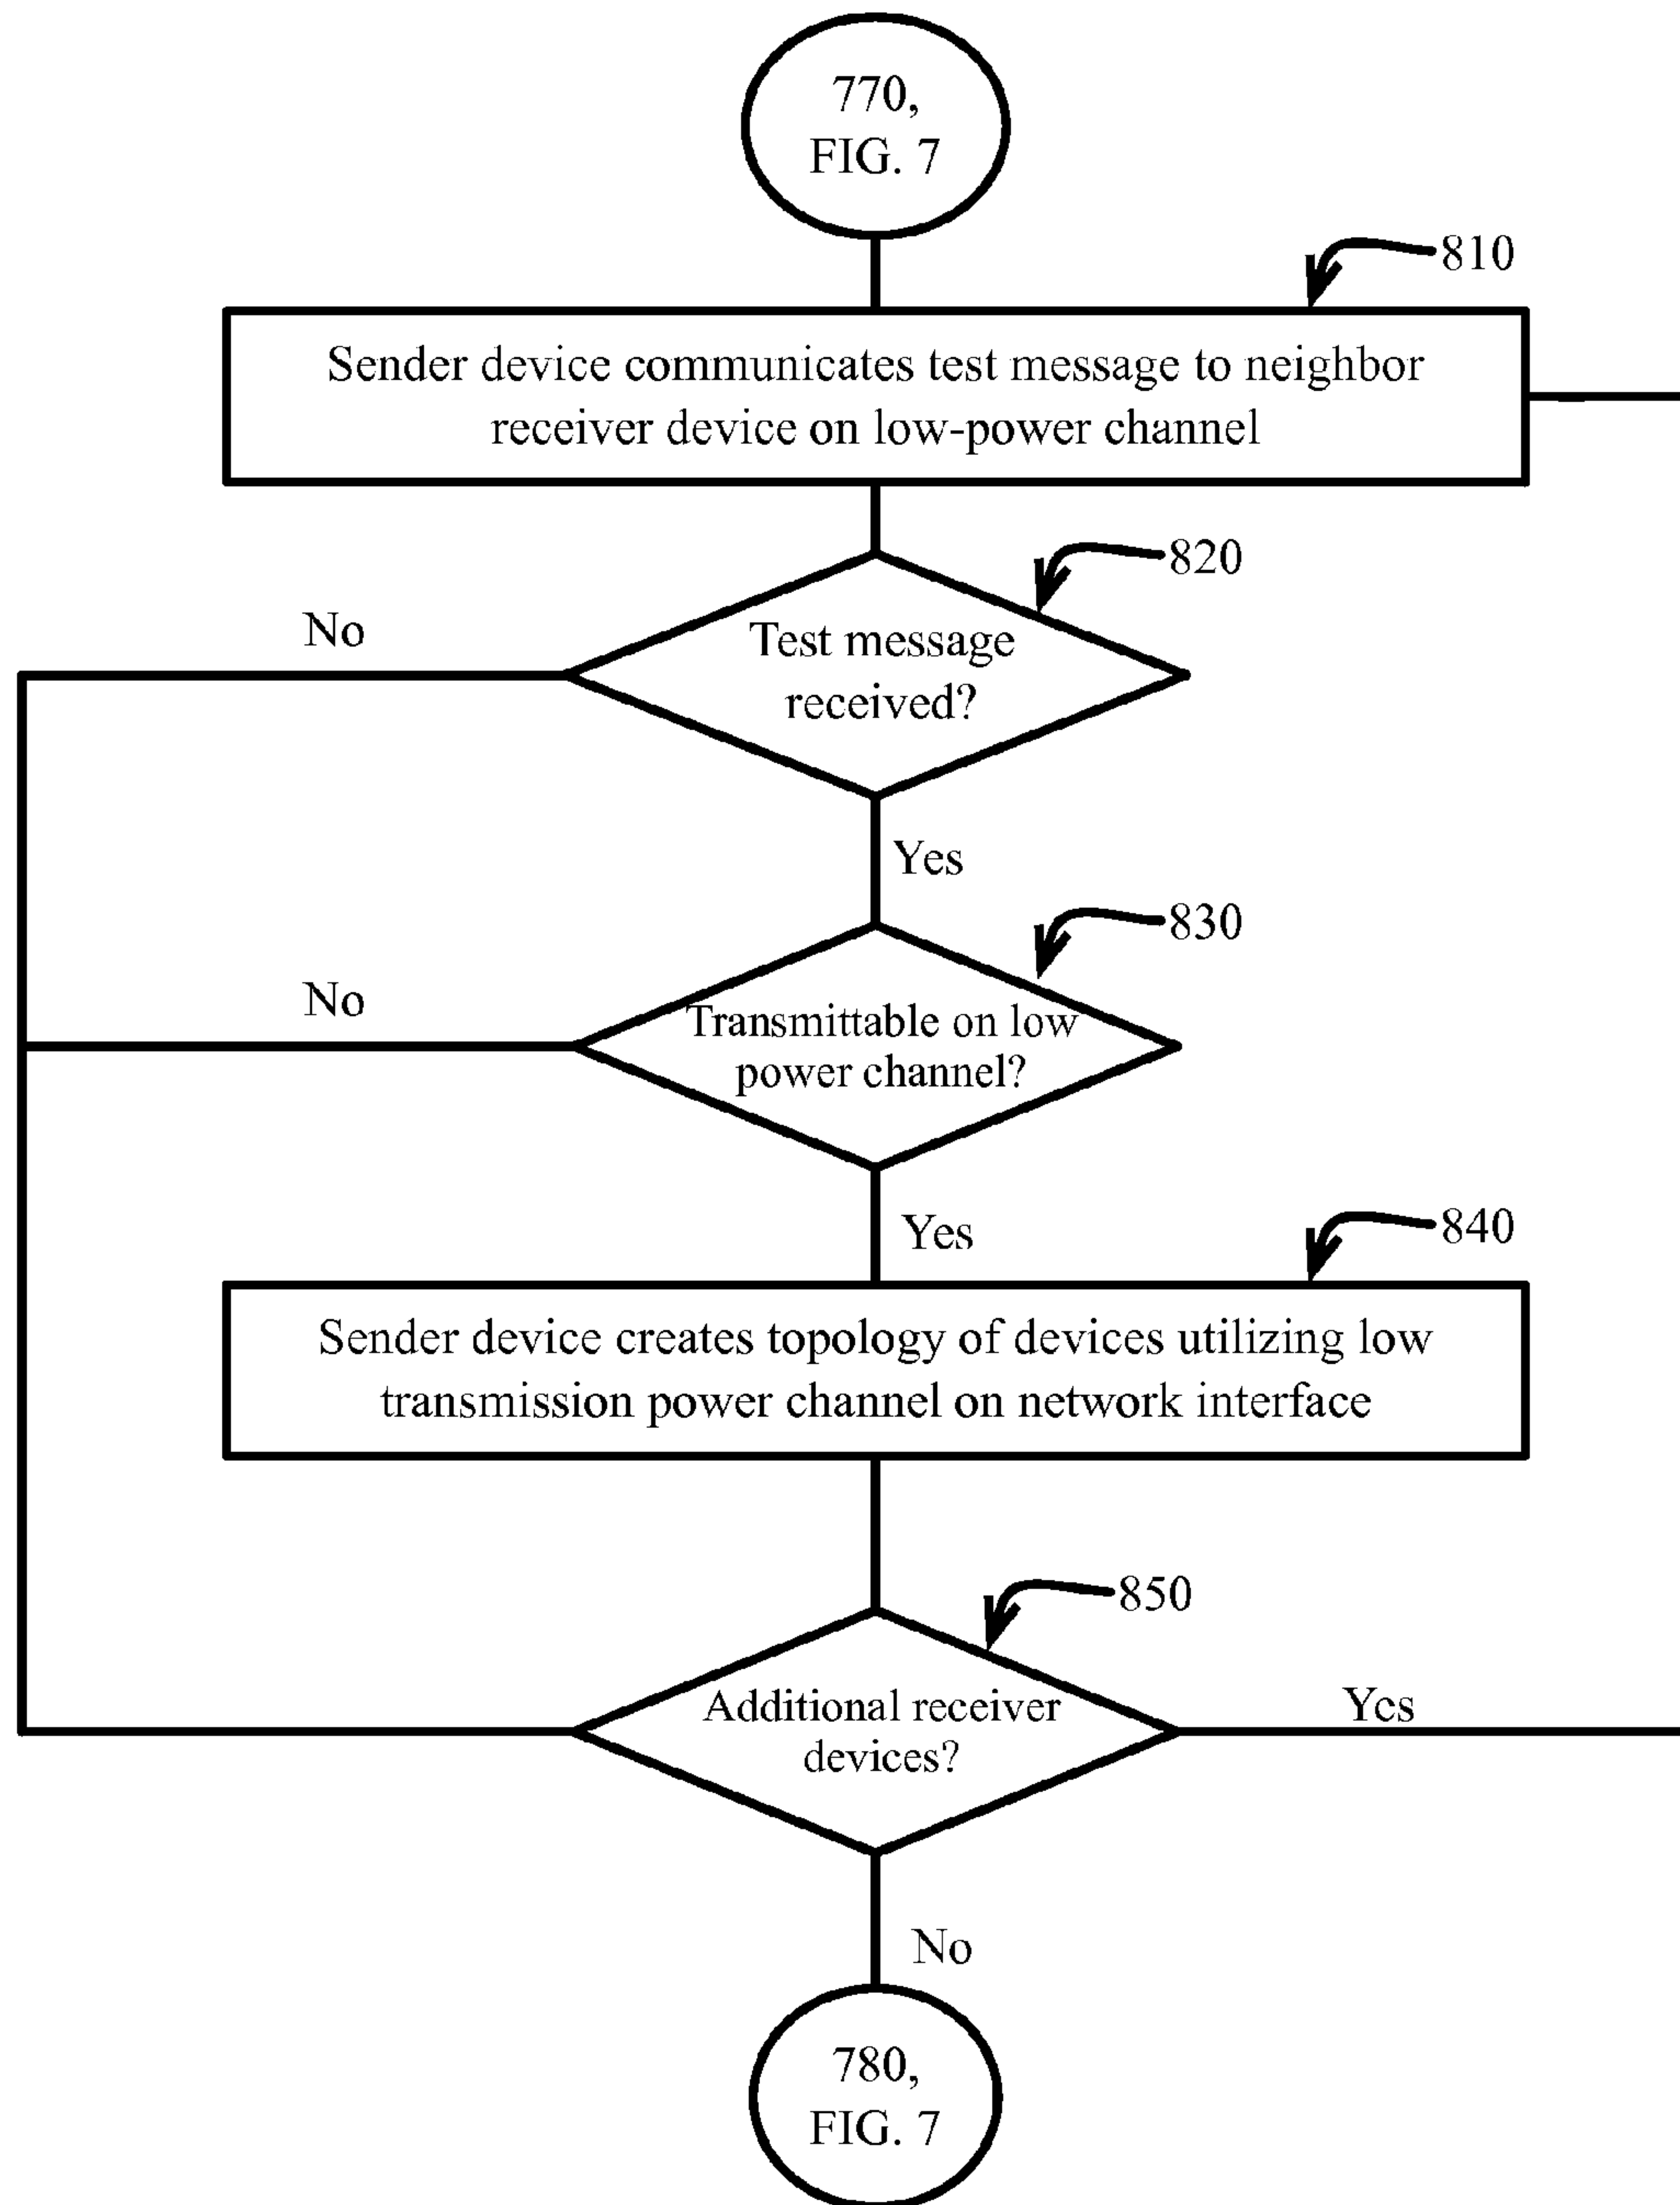 770,
FIG. 7
810
Sender device communicates test message to neighbor
receiver device on low-power channel
820
No
Test message
received?
Yes
830
No
Transmittable on low
power channel?
Yes
840
Sender device creates topology of devices utilizing low
transmission power channel on network interface
850
Additional receiver
devices?
Yes
No
780,
FIG. 7